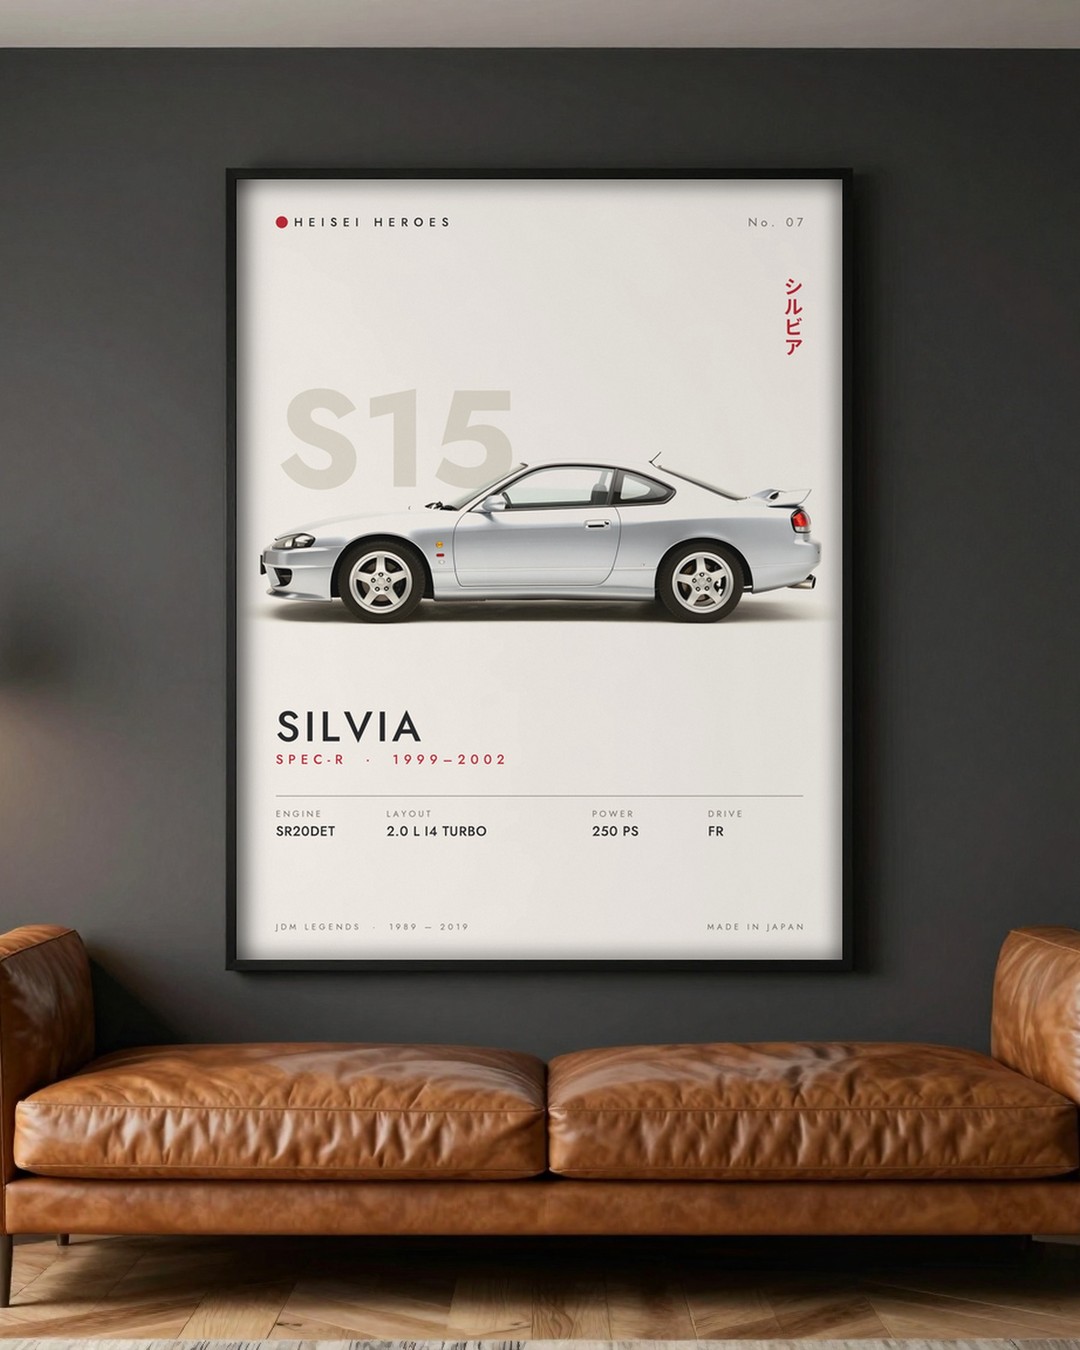 HEISEI HEROES
No. 07
シルビア
S15
SILVIA
SPEC-R · 1999–2002
ENGINE LAYOUT POWER DRIVE
SR20DET 2.0 L I4 TURBO 250 PS FR
JDM LEGENDS · 1989 — 2019
MADE IN JAPAN